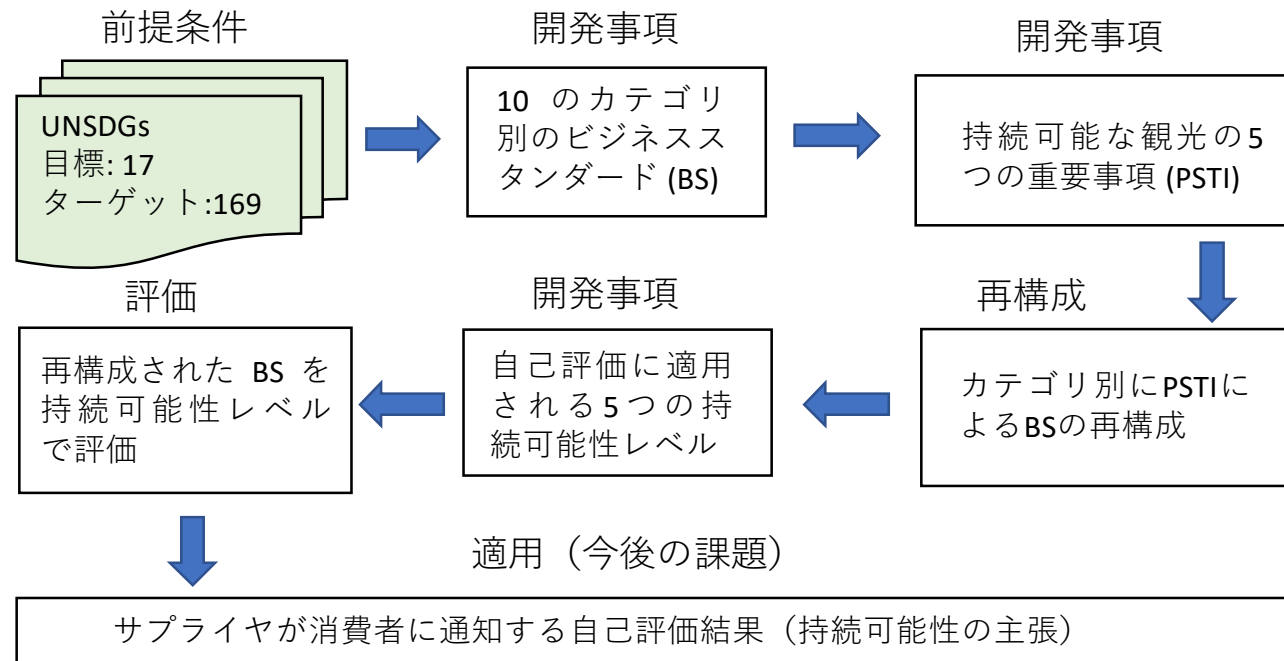 前提条件
UNSDGs
目標: 17
ターゲット:169
開発事項
10 のカテゴリ
別のビジネスス
タンダード (BS)
開発事項
持続可能な観光の5
つの重要事項 (PSTI)
再構成
カテゴリ別にPSTIに
よるBSの再構成
開発事項
自己評価に適用
される5つの持
続可能性レベル
評価
再構成された BS を
持続可能性レベル
で評価
適用（今後の課題）
サプライヤが消費者に通知する自己評価結果（持続可能性の主張）